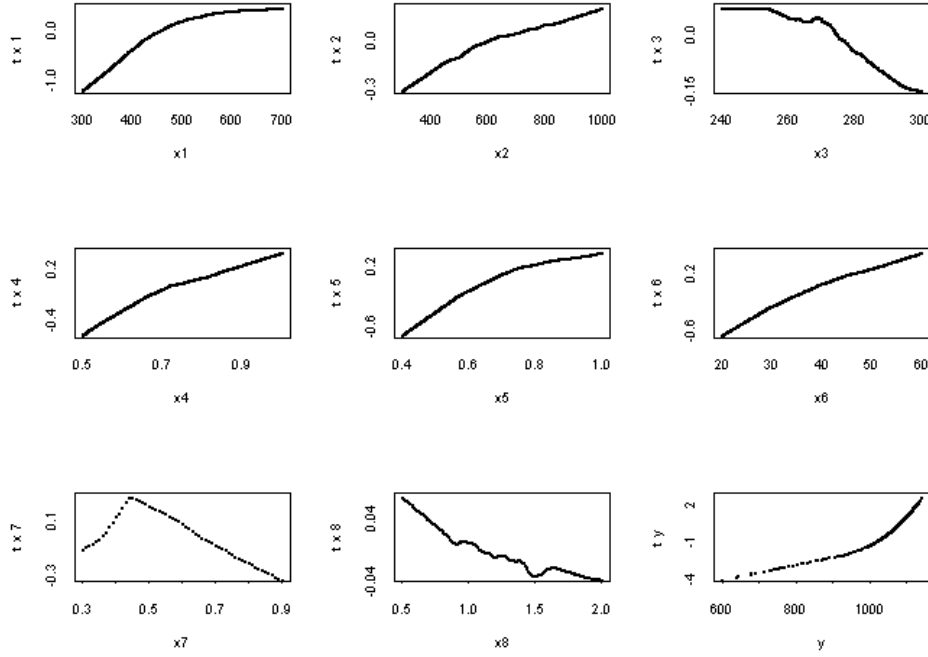 t x 1
0.0
-1.0
300 400 500 600 700
x1
t x 2
0.0
-0.3
400 600 800 1000
x2
t x 3
0.0
-0.15
240 260 280 300
x3
t x 4
0.2
-0.4
0.5 0.7 0.9
x4
t x 5
0.2
-0.6
0.4 0.6 0.8 1.0
x5
t x 6
0.2
-0.6
20 30 40 50 60
x6
t x 7
0.1
-0.3
0.3 0.5 0.7 0.9
x7
t x 8
0.04
-0.04
0.5 1.0 1.5 2.0
x8
t y
2
-1
-4
600 800 1000
y